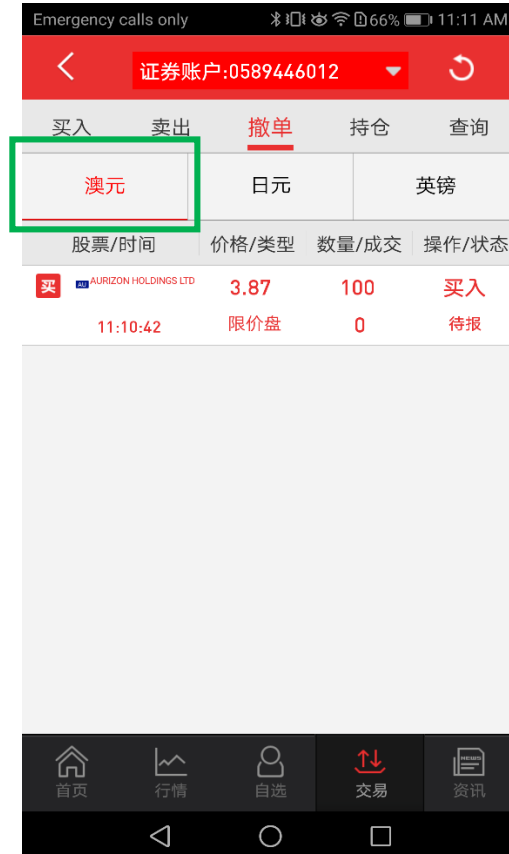 Emergency calls only 66% 11:11 AM
证券账户:0589446012
买入 卖出 撤单 持仓 查询
澳元 日元 英镑
股票/时间 价格/类型 数量/成交 操作/状态
买 AU AURIZON HOLDINGS LTD 3.87 100 买入
11:10:42 限价盘 0 待报
NEWS
首页 行情 自选 交易 资讯